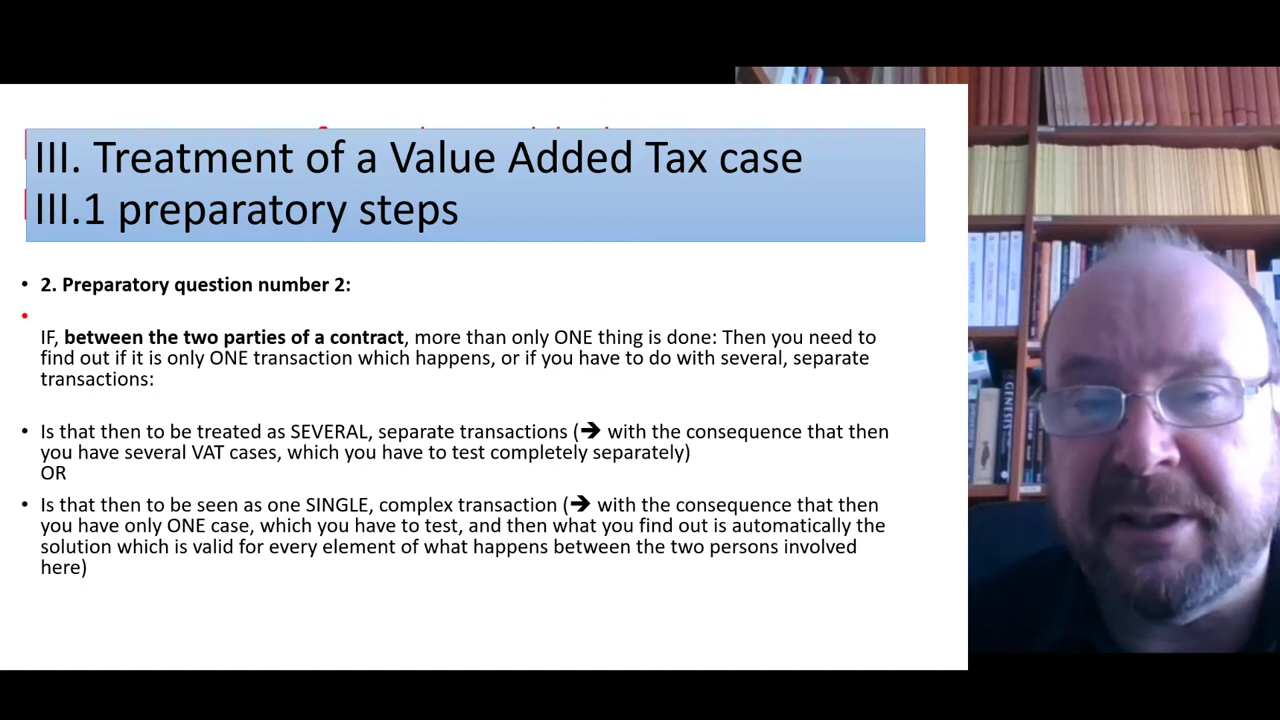 III. Treatment of a Value Added Tax case
III.1 preparatory steps
• 2. Preparatory question number 2:
•
IF, between the two parties of a contract, more than only ONE thing is done: Then you need to
find out if it is only ONE transaction which happens, or if you have to do with several, separate
transactions:
• Is that then to be treated as SEVERAL, separate transactions (➔ with the consequence that then
you have several VAT cases, which you have to test completely separately)
OR
• Is that then to be seen as one SINGLE, complex transaction (➔ with the consequence that then
you have only ONE case, which you have to test, and then what you find out is automatically the
solution which is valid for every element of what happens between the two persons involved
here)
GENESIS